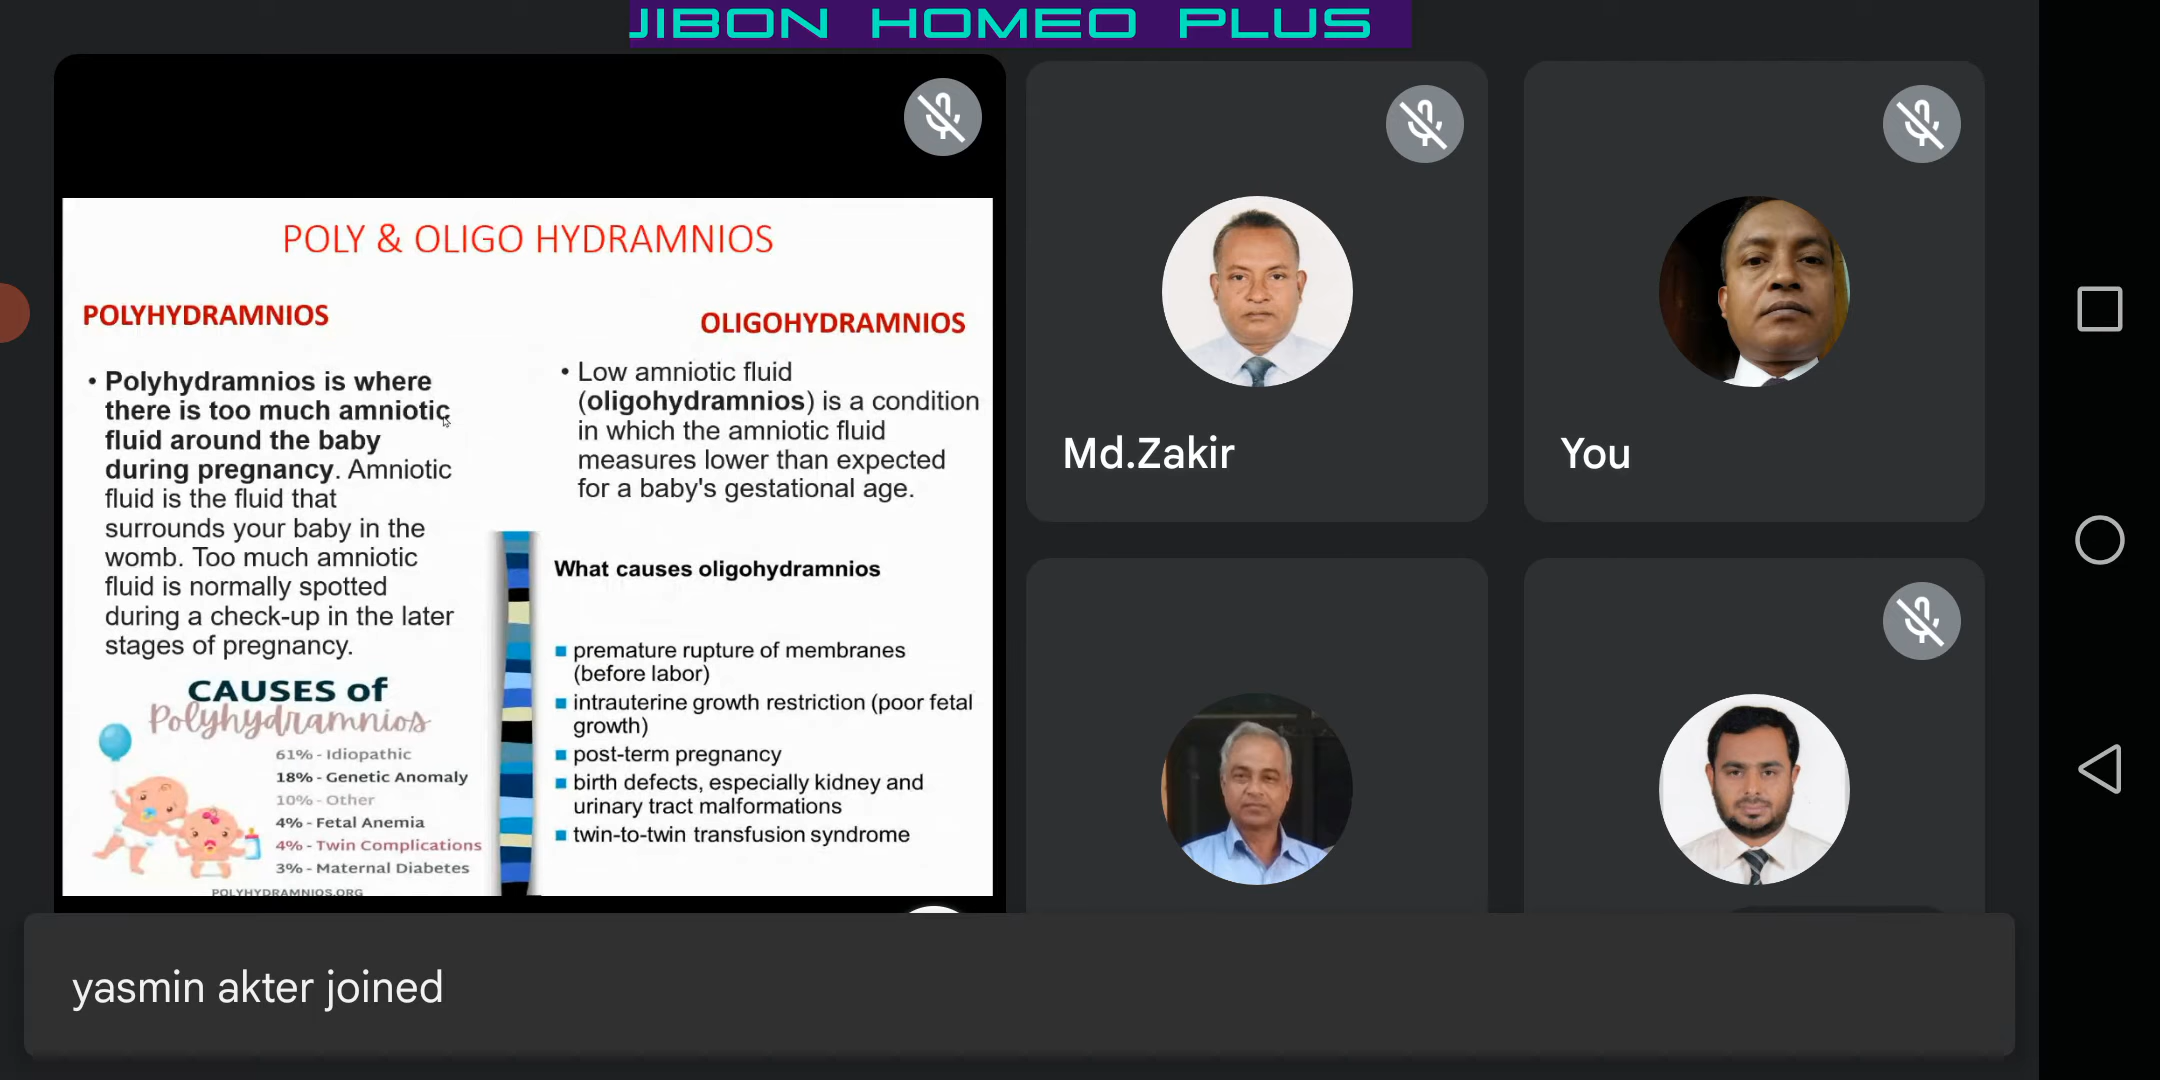 JIBON HOMEO PLUS
POLY & OLIGO HYDRAMNIOS
POLYHYDRAMNIOS
• Polyhydramnios is where
there is too much amniotic
fluid around the baby
during pregnancy. Amniotic
fluid is the fluid that
surrounds your baby in the
womb. Too much amniotic
fluid is normally spotted
during a check-up in the later
stages of pregnancy.
CAUSES of
Polyhydramnios
61% - Idiopathic
18% - Genetic Anomaly
10% - Other
4% - Fetal Anemia
4% - Twin Complications
3% - Maternal Diabetes
POLYHYDRAMNIOS.ORG
OLIGOHYDRAMNIOS
• Low amniotic fluid
(oligohydramnios) is a condition
in which the amniotic fluid
measures lower than expected
for a baby's gestational age.
What causes oligohydramnios
premature rupture of membranes
(before labor)
intrauterine growth restriction (poor fetal
growth)
post-term pregnancy
birth defects, especially kidney and
urinary tract malformations
twin-to-twin transfusion syndrome
Md.Zakir
You
yasmin akter joined